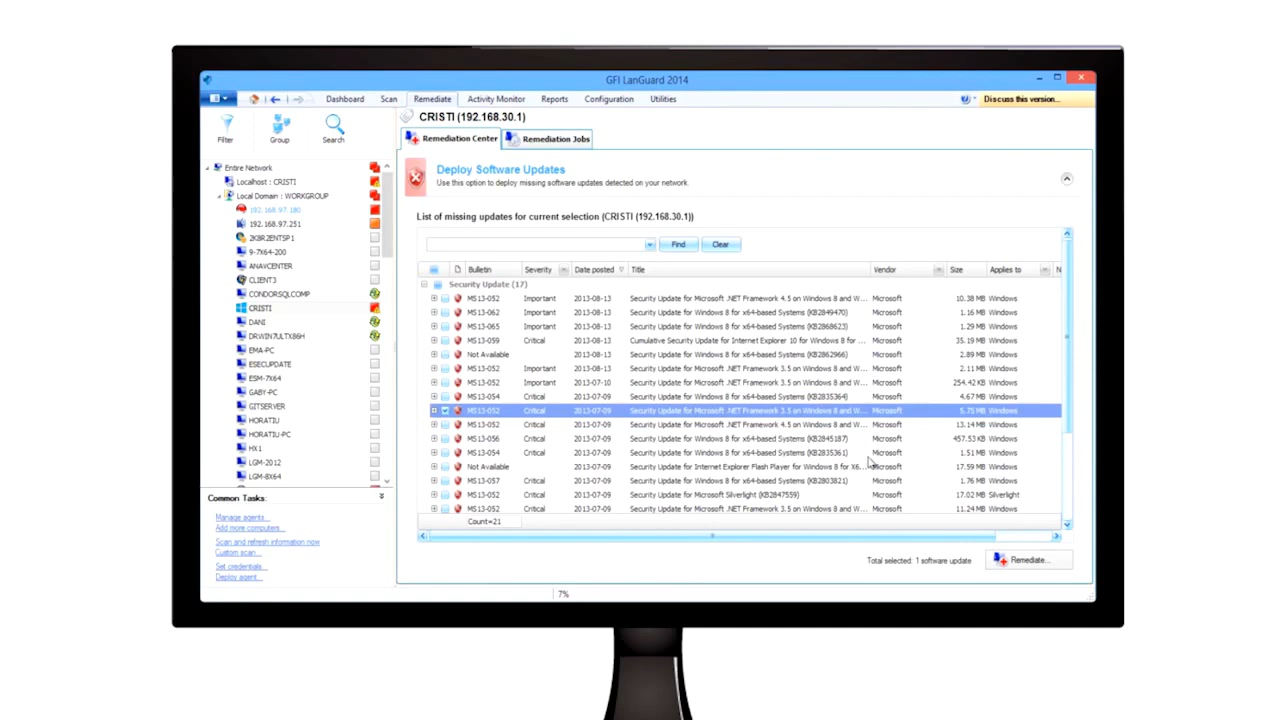 GFI LanGuard 2014
Dashboard Scan Remediate Activity Monitor Reports Configuration Utilities Discuss this version...
Filter Group Search
Entire Network
Localhost : CRISTI
Local Domain : WORKGROUP
192.168.97.180
192.168.97.251
2K8R2ENTSP1
9-7X64-200
ANAVCENTER
CLIENT3
CONDORSQLCOMP
CRISTI
DANI
DRWIN7ULTX86H
EMA-PC
ESECUPDATE
ESM-7X64
GABY-PC
GITSERVER
HORATIU
HORATIU-PC
HX1
LGM-2012
LGM-8X64
Common Tasks:
Manage agents...
Add more computers...
Scan and refresh information now
Custom scan...
Set credentials...
Deploy agent...
CRISTI (192.168.30.1)
Remediation Center Remediation Jobs
Deploy Software Updates
Use this option to deploy missing software updates detected on your network.
List of missing updates for current selection (CRISTI (192.168.30.1))
Find Clear
Bulletin Severity Date posted Title Vendor Size Applies to N
Security Update (17)
MS13-052 Important 2013-08-13 Security Update for Microsoft .NET Framework 4.5 on Windows 8 and W... Microsoft 10.38 MB Windows
MS13-062 Important 2013-08-13 Security Update for Windows 8 for x64-based Systems (KB2849470) Microsoft 1.16 MB Windows
MS13-065 Important 2013-08-13 Security Update for Windows 8 for x64-based Systems (KB2868623) Microsoft 1.29 MB Windows
MS13-059 Critical 2013-08-13 Cumulative Security Update for Internet Explorer 10 for Windows 8 for ... Microsoft 35.19 MB Windows
Not Available 2013-08-13 Security Update for Windows 8 for x64-based Systems (KB2862966) Microsoft 2.89 MB Windows
MS13-052 Important 2013-08-13 Security Update for Microsoft .NET Framework 3.5 on Windows 8 and W... Microsoft 2.11 MB Windows
MS13-052 Important 2013-07-10 Security Update for Microsoft .NET Framework 3.5 on Windows 8 and W... Microsoft 254.42 KB Windows
MS13-054 Critical 2013-07-09 Security Update for Windows 8 for x64-based Systems (KB2835364) Microsoft 4.67 MB Windows
MS13-052 Critical 2013-07-09 Security Update for Microsoft .NET Framework 3.5 on Windows 8 and W... Microsoft 5.75 MB Windows
MS13-052 Critical 2013-07-09 Security Update for Microsoft .NET Framework 4.5 on Windows 8 and W... Microsoft 13.14 MB Windows
MS13-056 Critical 2013-07-09 Security Update for Windows 8 for x64-based Systems (KB2845187) Microsoft 457.53 KB Windows
MS13-054 Critical 2013-07-09 Security Update for Windows 8 for x64-based Systems (KB2835361) Microsoft 1.51 MB Windows
Not Available 2013-07-09 Security Update for Internet Explorer Flash Player for Windows 8 for X6... Microsoft 17.59 MB Windows
MS13-057 Critical 2013-07-09 Security Update for Windows 8 for x64-based Systems (KB2803821) Microsoft 1.76 MB Windows
MS13-052 Critical 2013-07-09 Security Update for Microsoft Silverlight (KB2847559) Microsoft 17.02 MB Silverlight
MS13-052 Critical 2013-07-09 Security Update for Microsoft .NET Framework 3.5 on Windows 8 and W... Microsoft 11.24 MB Windows
Count=21
Total selected: 1 software update Remediate...
7%